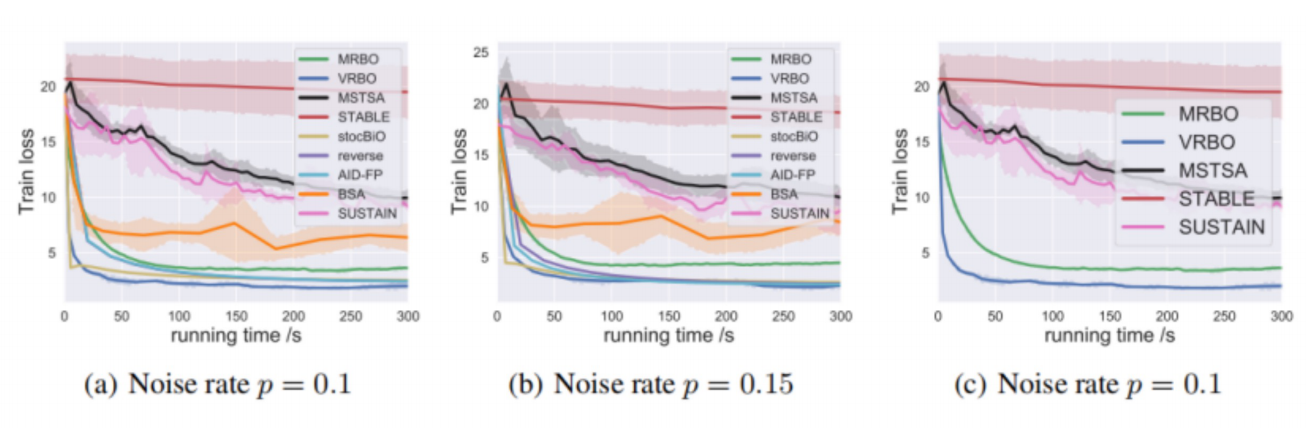 Train loss
20
15
10
5
0 50 100 150 200 250 300
running time /s
MRBO
VRBO
MSTSA
STABLE
stocBiO
reverse
AID-FP
BSA
SUSTAIN
(a) Noise rate p = 0.1
Train loss
25
20
15
10
5
0 50 100 150 200 250 300
running time /s
MRBO
VRBO
MSTSA
STABLE
stocBiO
reverse
AID-FP
BSA
SUSTAIN
(b) Noise rate p = 0.15
Train loss
20
15
10
5
0 50 100 150 200 250 300
running time /s
MRBO
VRBO
MSTSA
STABLE
SUSTAIN
(c) Noise rate p = 0.1